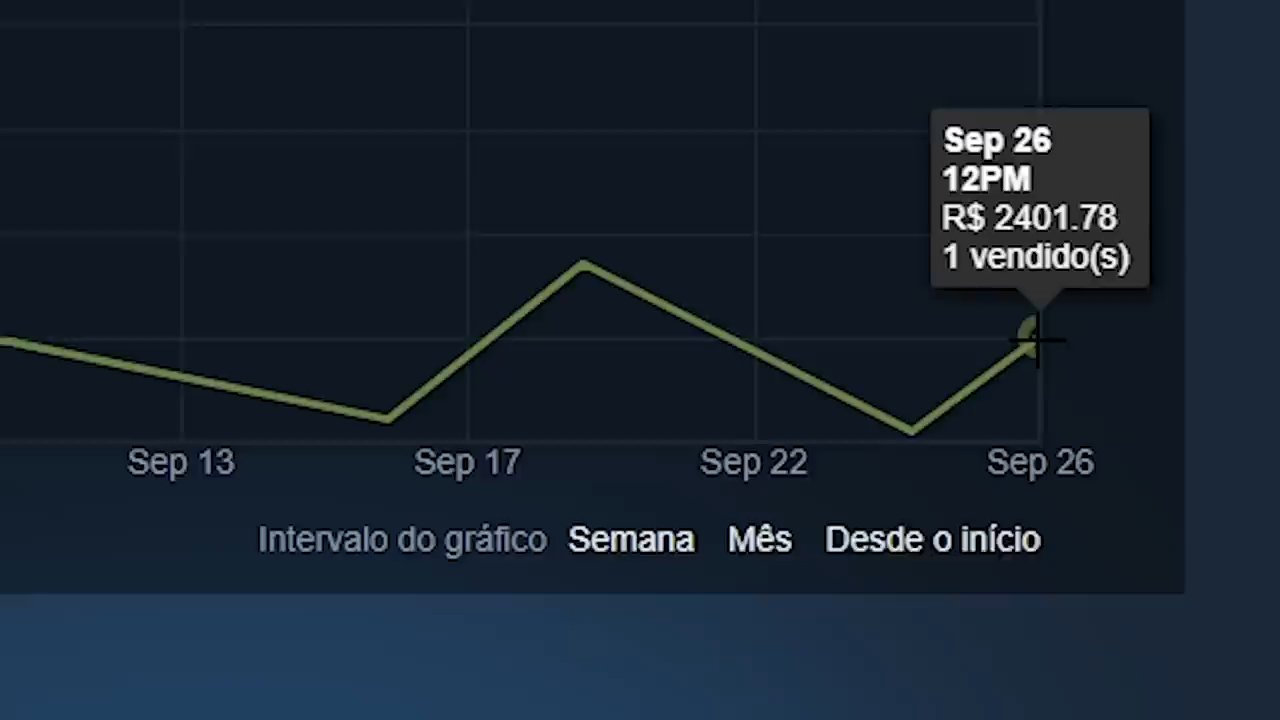 Sep 26
12PM
R$ 2401.78
1 vendido(s)
Sep 13 Sep 17 Sep 22 Sep 26
Intervalo do gráfico Semana Mês Desde o início